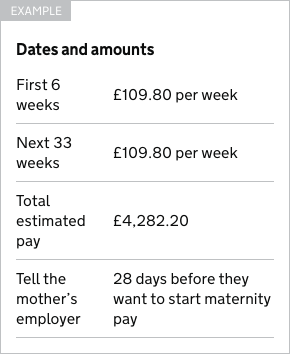 EXAMPLE
Dates and amounts
First 6
weeks
£109.80 per week
Next 33
weeks
£109.80 per week
Total
estimated
pay
£4,282.20
Tell the
mother’s
employer
28 days before they
want to start maternity
pay